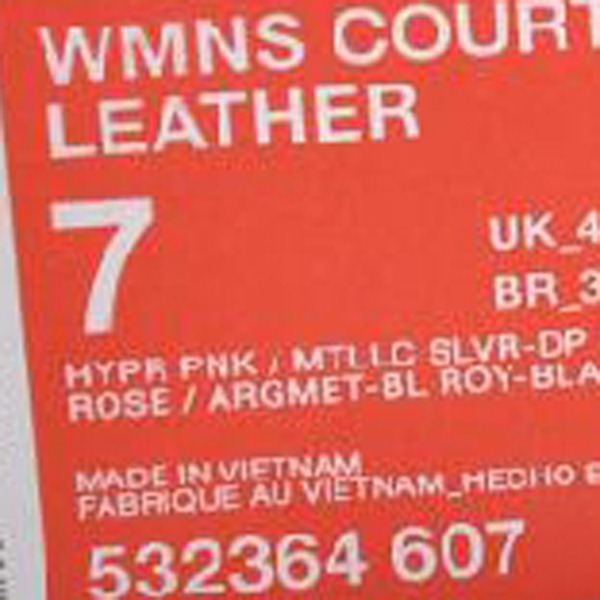 WMNS COURT
LEATHER
7
UK_4
BR_3
HYPR PNK / MTLLC SLVR-DP
ROSE / ARGMET-BL ROY-BLA
MADE IN VIETNAM
FABRIQUE AU VIETNAM_HECHO E
532364 607